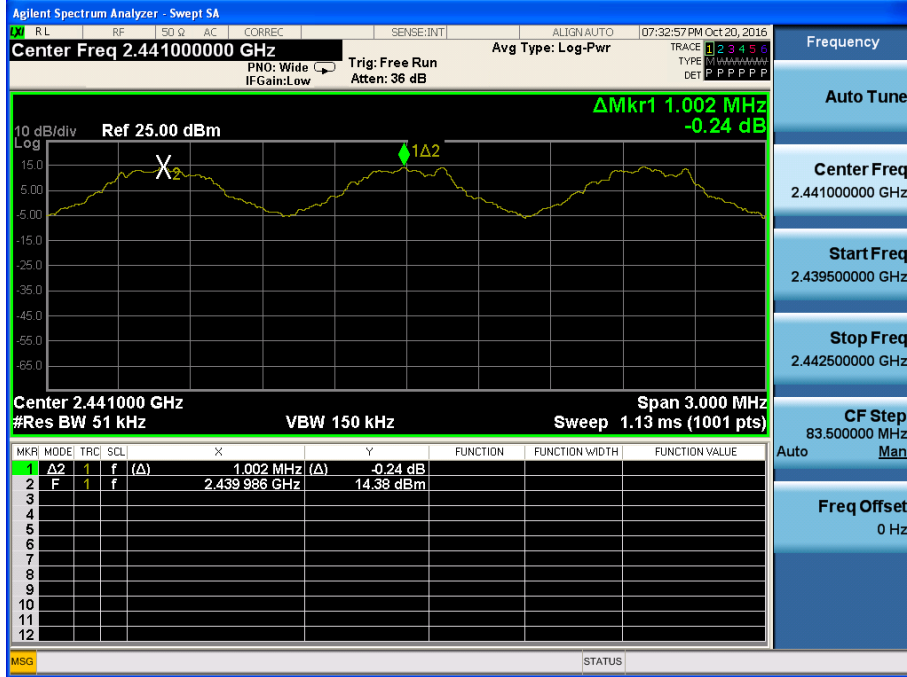 Agilent Spectrum Analyzer - Swept SA
LXI RL RF 50 Ω AC CORREC SENSE:INT ALIGN AUTO 07:32:57 PM Oct 20, 2016
Center Freq 2.441000000 GHz
PNO: Wide
IFGain:Low
Trig: Free Run
Atten: 36 dB
Avg Type: Log-Pwr
TRACE 1 2 3 4 5 6
TYPE M W W W W W
DET P P P P P P
ΔMkr1 1.002 MHz
-0.24 dB
10 dB/div Ref 25.00 dBm
Log
1Δ2
15.0
X2
5.00
-5.00
-15.0
-25.0
-35.0
-45.0
-55.0
-65.0
Center 2.441000 GHz Span 3.000 MHz
#Res BW 51 kHz VBW 150 kHz Sweep 1.13 ms (1001 pts)
MKR MODE TRC SCL X Y FUNCTION FUNCTION WIDTH FUNCTION VALUE
1 Δ2 1 f (Δ) 1.002 MHz (Δ) -0.24 dB
2 F 1 f 2.439 986 GHz 14.38 dBm
3
4
5
6
7
8
9
10
11
12
MSG STATUS
Frequency
Auto Tune
Center Freq
2.441000000 GHz
Start Freq
2.439500000 GHz
Stop Freq
2.442500000 GHz
CF Step
83.500000 MHz
Auto Man
Freq Offset
0 Hz